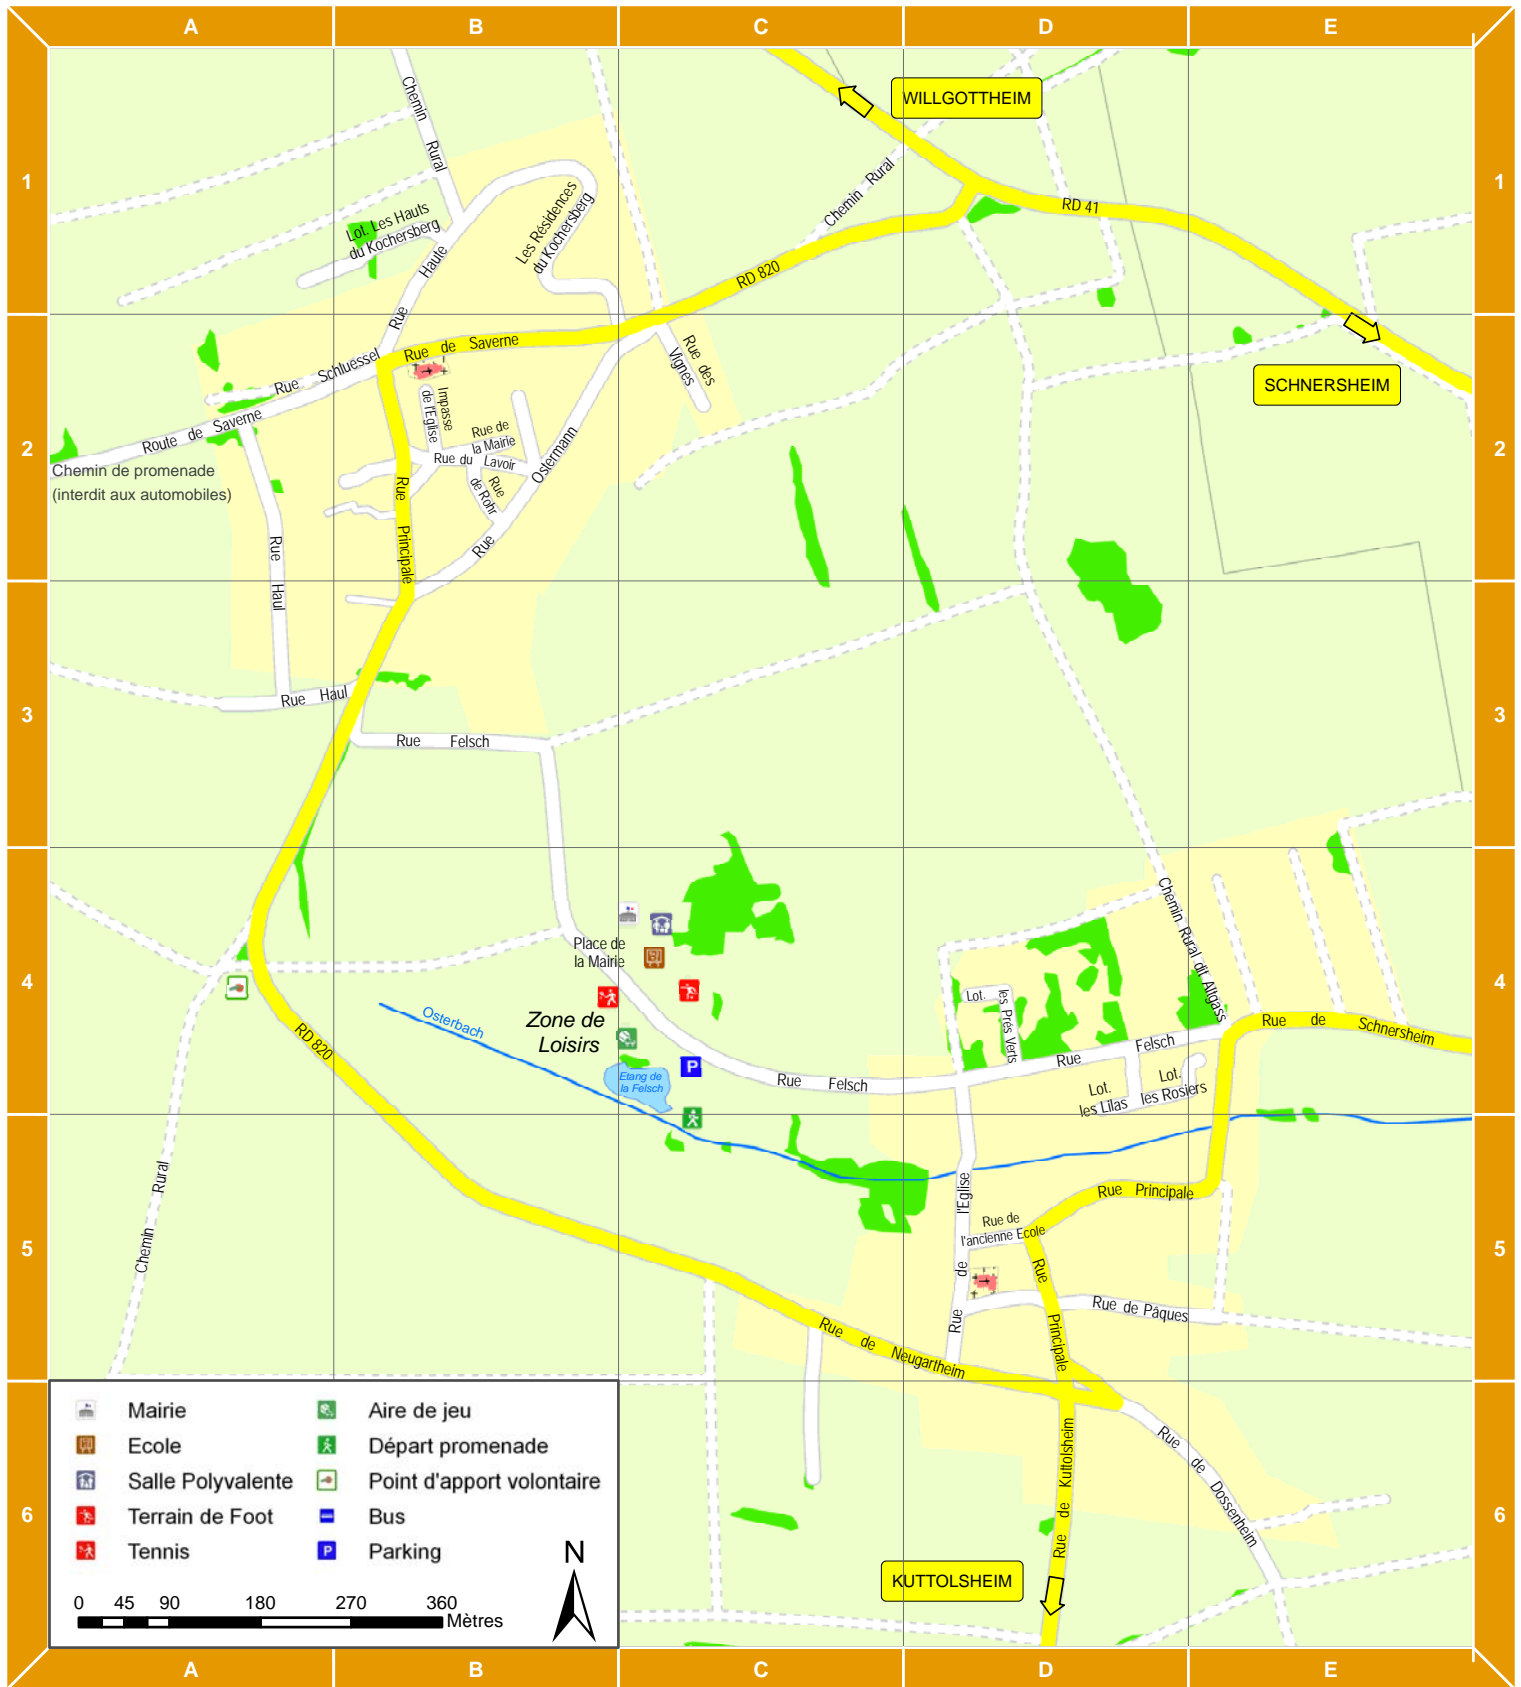 A B C D E
WILLGOTTHEIM
Chemin Rural
1 1
Chemin Rural
Les Résidences
du Kochersberg
Lot. Les Hauts
du Kochersberg
RD 41
Rue Haute
RD 820
Rue de Saverne
Rue des
Vignes
Rue Schluessel
SCHNERSHEIM
Impasse
de l'Eglise
Route de Saverne
Rue de
la Mairie
2 2
Rue du Lavoir
Rue Ostermann
Chemin de promenade
(interdit aux automobiles)
Rue
de Rohr
Rue Principale
Rue Haul
Rue Haul
3 3
Rue Felsch
Chemin Rural dit Altgass
Place de
la Mairie
4 4
Lot.
les Prés Verts
Osterbach
Zone de
Loisirs
RD 820
Rue de Schnersheim
Rue Felsch
P
Etang de
la Felsch
Rue Felsch
Lot.
les Lilas
Lot.
les Rosiers
Chemin Rural
Rue Principale
Rue de l'Eglise
Rue de
l'ancienne Ecole
5 5
Rue Principale
Rue de Pâques
Rue de Neugartheim
Mairie
Ecole
Salle Polyvalente
Terrain de Foot
Tennis
Aire de jeu
Départ promenade
Point d'apport volontaire
Bus
P Parking
N
0 45 90 180 270 360
Mètres
Rue de Kuttolsheim
Rue de Dossenheim
6 6
KUTTOLSHEIM
A B C D E